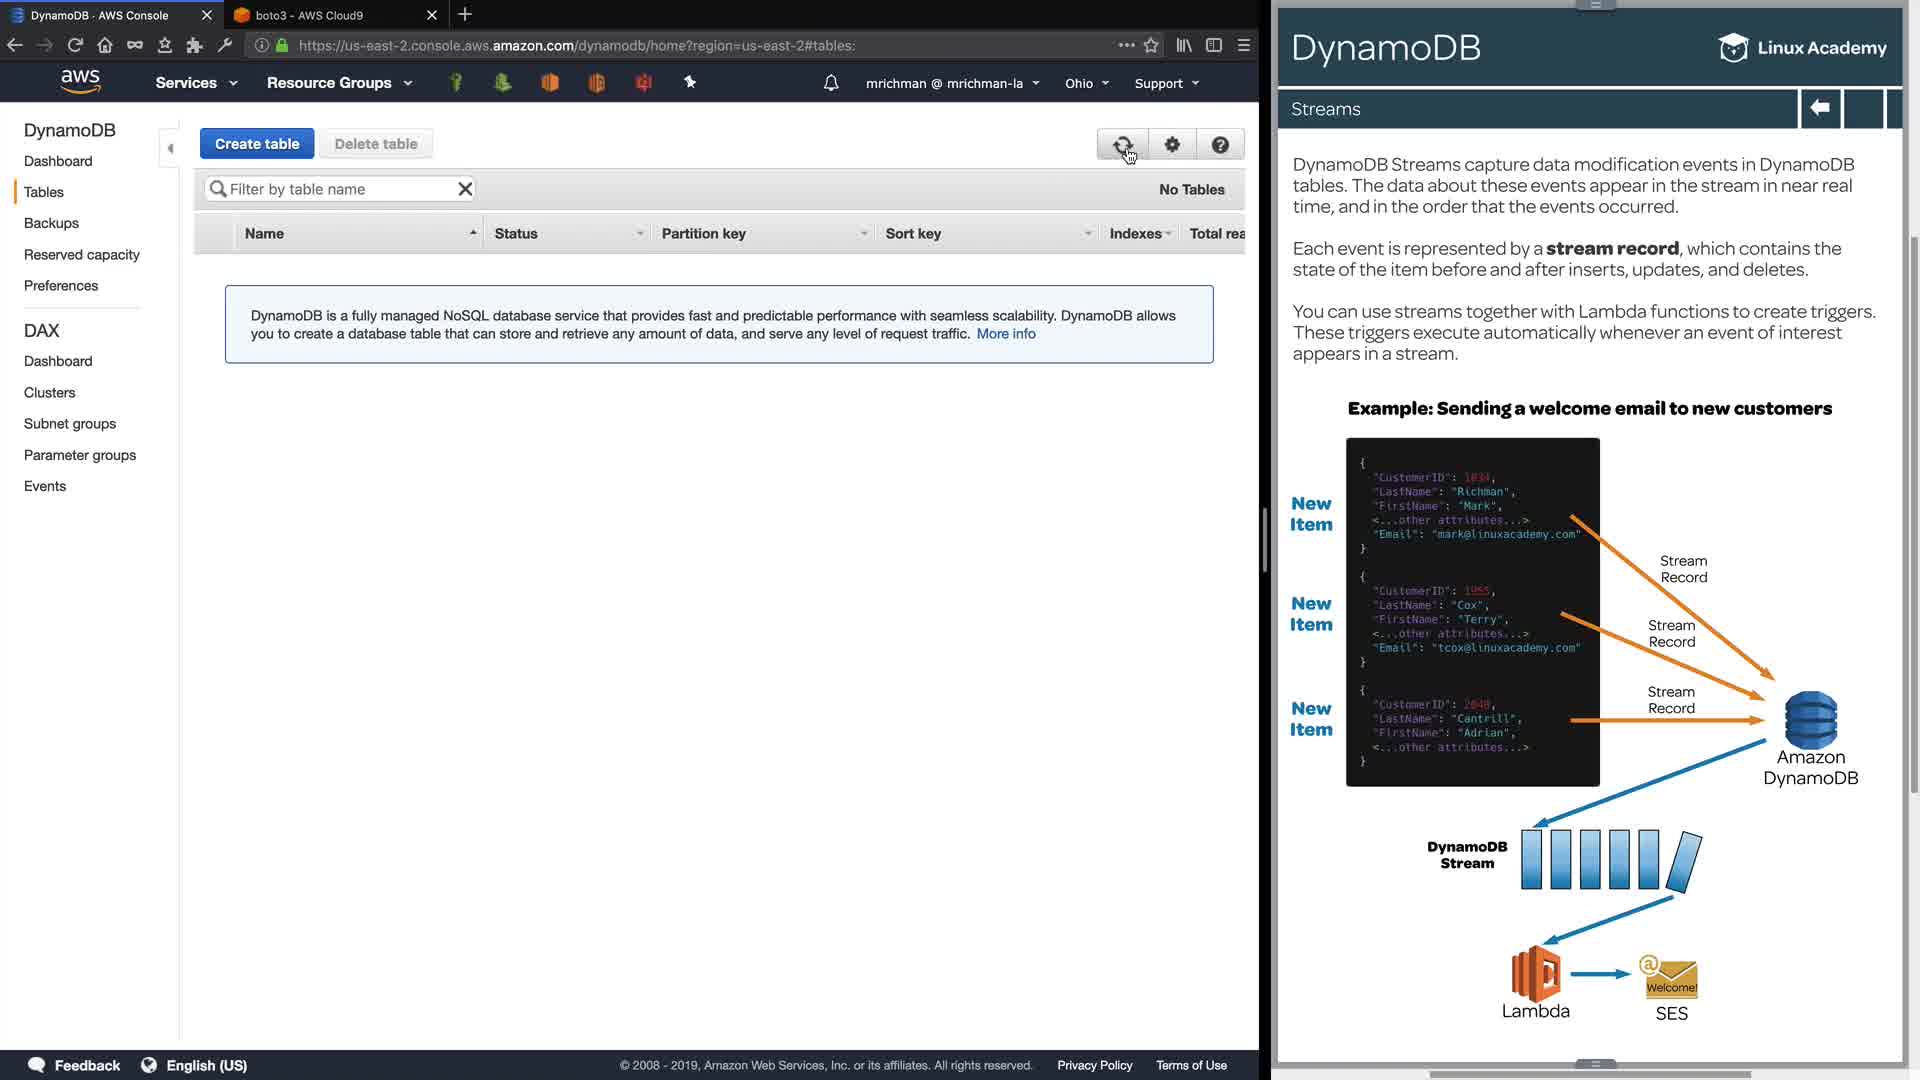 DynamoDB · AWS Console
boto3 - AWS Cloud9
https://us-east-2.console.aws.amazon.com/dynamodb/home?region=us-east-2#tables:
aws
Services
Resource Groups
mrichman @ mrichman-la
Ohio
Support
DynamoDB
Dashboard
Tables
Backups
Reserved capacity
Preferences
DAX
Dashboard
Clusters
Subnet groups
Parameter groups
Events
Create table
Delete table
Filter by table name
No Tables
Name
Status
Partition key
Sort key
Indexes
Total rea
DynamoDB is a fully managed NoSQL database service that provides fast and predictable performance with seamless scalability. DynamoDB allows
you to create a database table that can store and retrieve any amount of data, and serve any level of request traffic. More info
Feedback
English (US)
© 2008 - 2019, Amazon Web Services, Inc. or its affiliates. All rights reserved.
Privacy Policy
Terms of Use
DynamoDB
Linux Academy
Streams
DynamoDB Streams capture data modification events in DynamoDB
tables. The data about these events appear in the stream in near real
time, and in the order that the events occurred.
Each event is represented by a stream record, which contains the
state of the item before and after inserts, updates, and deletes.
You can use streams together with Lambda functions to create triggers.
These triggers execute automatically whenever an event of interest
appears in a stream.
Example: Sending a welcome email to new customers
New
Item
{
"CustomerID": 1034,
"LastName": "Richman",
"FirstName": "Mark",
<...other attributes...>
"Email": "mark@linuxacademy.com"
}
New
Item
{
"CustomerID": 1955,
"LastName": "Cox",
"FirstName": "Terry",
<...other attributes...>
"Email": "tcox@linuxacademy.com"
}
New
Item
{
"CustomerID": 2049,
"LastName": "Cantrill",
"FirstName": "Adrian",
<...other attributes...>
}
Stream
Record
Stream
Record
Stream
Record
Amazon
DynamoDB
DynamoDB
Stream
Lambda
@
Welcome!
SES